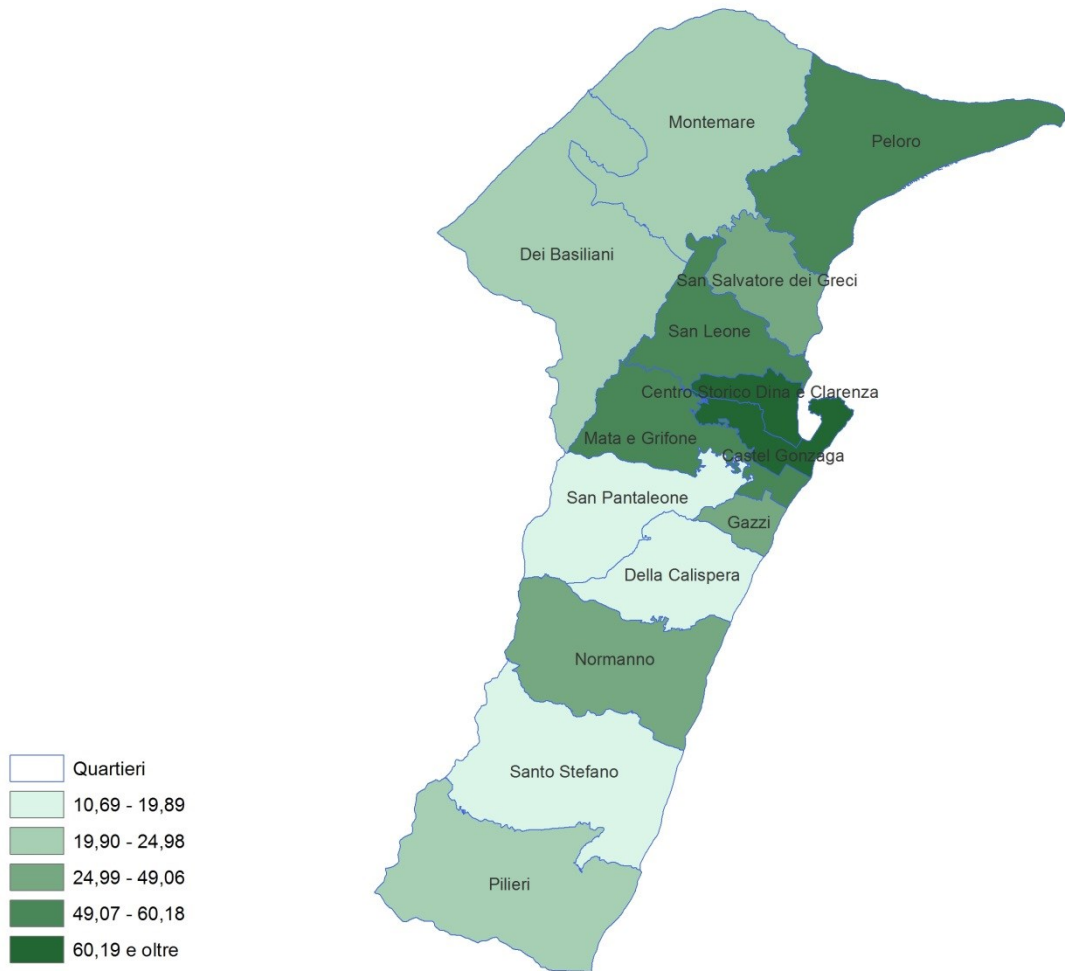 Montemare
Peloro
Dei Basiliani
San Salvatore dei Greci
San Leone
Centro Storico Dina e Clarenza
Mata e Grifone
Castel Gonzaga
San Pantaleone
Gazzi
Della Calispera
Normanno
Santo Stefano
Pilieri
Quartieri
10,69 - 19,89
19,90 - 24,98
24,99 - 49,06
49,07 - 60,18
60,19 e oltre